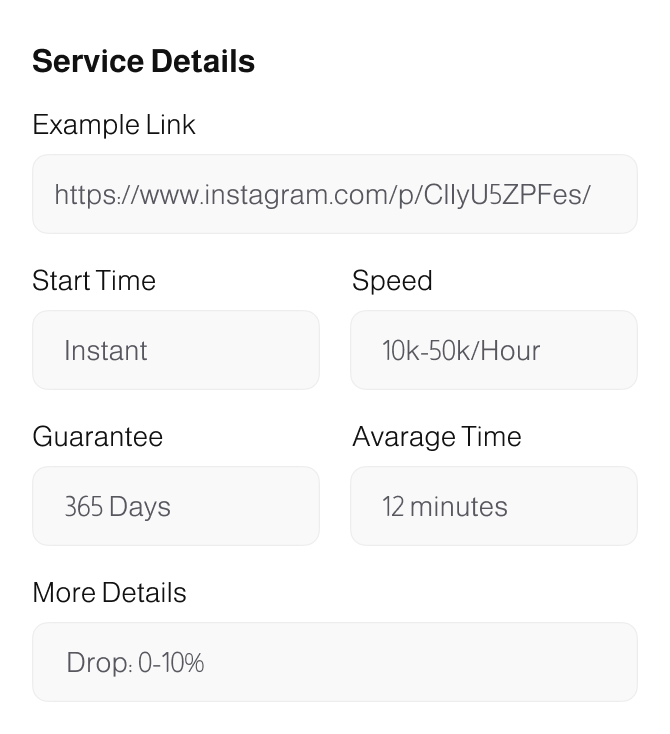 Service Details
Example Link
https://www.instagram.com/p/CIIyU5ZPFes/
Start Time
Speed
Instant
10k-50k/Hour
Guarantee
Avarage Time
365 Days
12 minutes
More Details
Drop: 0-10%